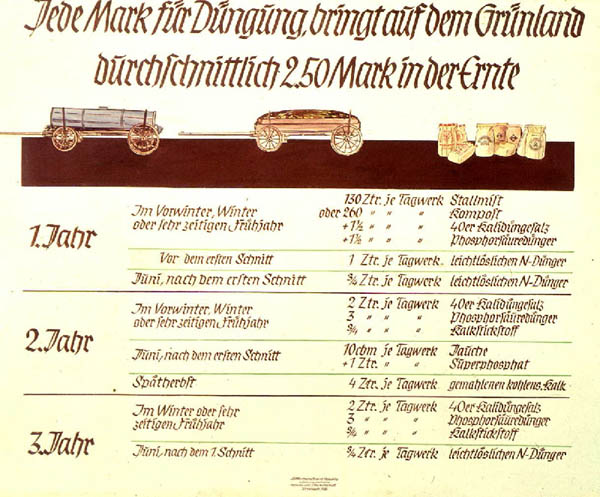 Jede Mark für Düngung, bringt auf dem Grünland
durchschnittlich 2,50 Mark in der Ernte
1. Jahr
Im Vorwinter, Winter
oder sehr zeitigen Frühjahr
130 Ztr. je Tagwerk Stallmist
oder 260 " " " Kompost
+1½ " " " 40er Kalidüngesalz
+1½ " " " Phosphorsäuredünger
Vor dem ersten Schnitt 1 Ztr. je Tagwerk. leichtlöslichen N-Dünger
Juni, nach dem ersten Schnitt ¾ Ztr. je Tagwerk leichtlöslichen N-Dünger
2. Jahr
Im Vorwinter, Winter
oder sehr zeitigen Frühjahr
2 Ztr. je Tagwerk 40er Kalidüngesalz
3 " " " Phosphorsäuredünger
¾ " " " Kalkstickstoff
Juni, nach dem ersten Schnitt 10cbm je Tagwerk Jauche
+1 Ztr. " " Superphosphat
Spätherbst 4 Ztr. je Tagwerk gemahlenen kohlens. Kalk
3. Jahr
Im Winter oder sehr
zeitigen Frühjahr
2 Ztr. je Tagwerk 40er Kalidüngesalz
3 " " " Phosphorsäuredünger
¾ " " " Kalkstickstoff
Juni, nach dem 1. Schnitt ¾ Ztr. je Tagwerk leichtlöslichen N-Dünger